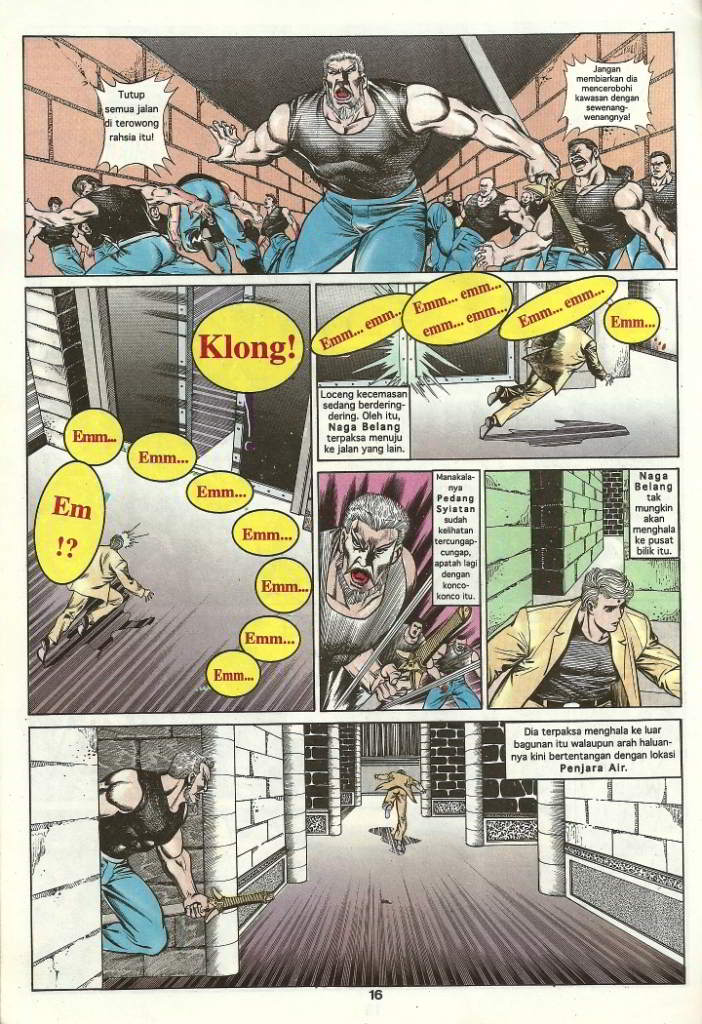 Tutup
semua jalan
di terowong
rahsia itu!
Jangan
membiarkan dia
mencerobohi
kawasan dengan
sewenang-
wenangnya!
Klong!
Emm...
Emm...
Emm...
Emm...
Emm...
Emm...
Emm...
Em
!?
Emm... emm..
Emm... emm...
emm... emm..
Emm... emm...
Emm...
Loceng kecemasan
sedang berdering-
dering. Oleh itu,
Naga Belang
terpaksa menuju
ke jalan yang lain.
Manakala-
nya
Pedang
Syiatan
sudah
kelihatan
tercungap-
cungap,
apatah lagi
dengan
konco-
konco itu.
Naga
Belang
tak
mungkin
akan
menghala
ke pusat
bilik itu.
Dia terpaksa menghala ke luar
bagunan itu walaupun arah haluan-
nya kini bertentangan dengan lokasi
Penjara Air.
16